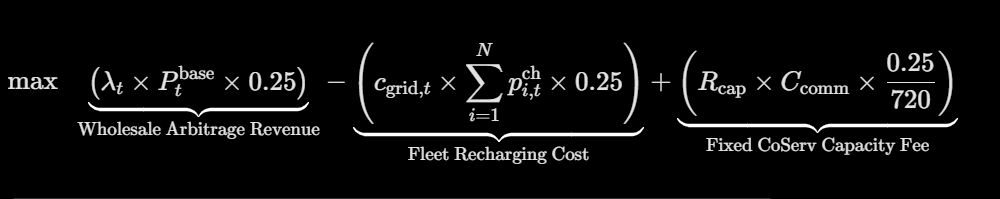 max (λ_t × P_t^base × 0.25) − (c_grid,t × ∑_{i=1}^{N} p_{i,t}^ch × 0.25) + (R_cap × C_comm × 0.25/720)
Wholesale Arbitrage Revenue
Fleet Recharging Cost
Fixed CoServ Capacity Fee